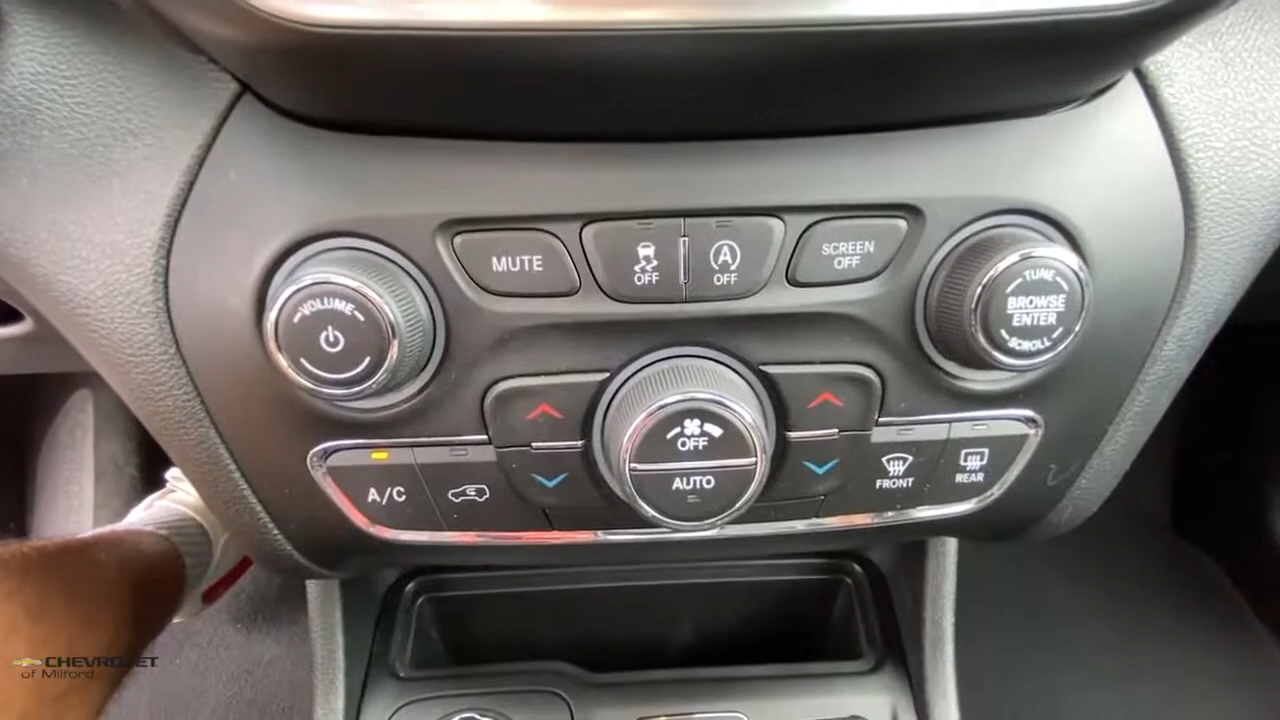 MUTE
OFF
A
OFF
SCREEN
OFF
VOLUME
TUNE
BROWSE
ENTER
SCROLL
OFF
AUTO
A/C
FRONT
REAR
CHEVROLET
of Milford